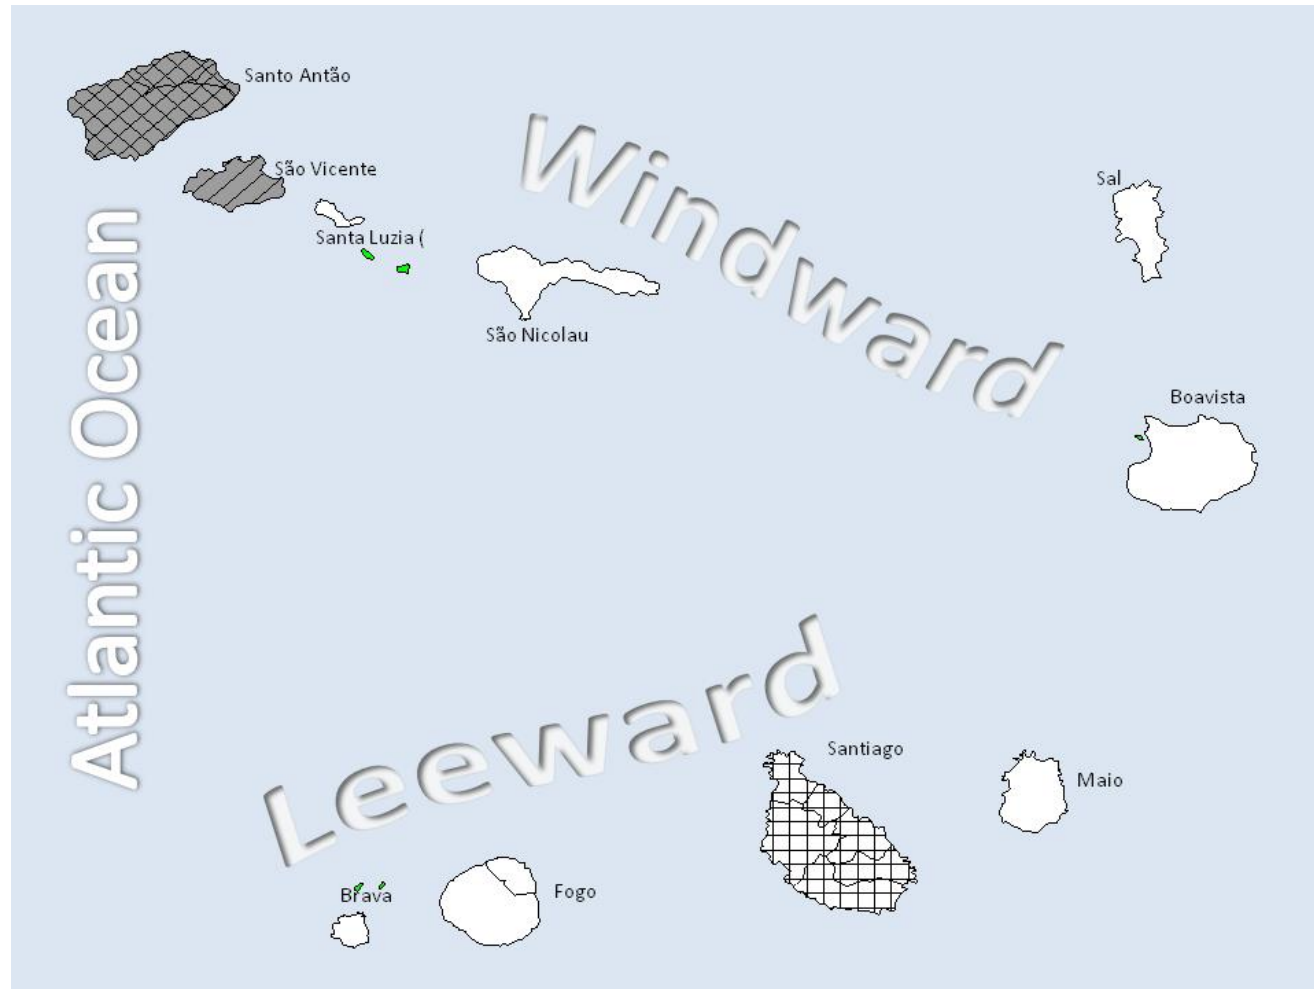 Santo Antão
São Vicente
Santa Luzia (
São Nicolau
Windward
Sal
Boavista
Atlantic Ocean
Leeward
Santiago
Maio
Brava
Fogo